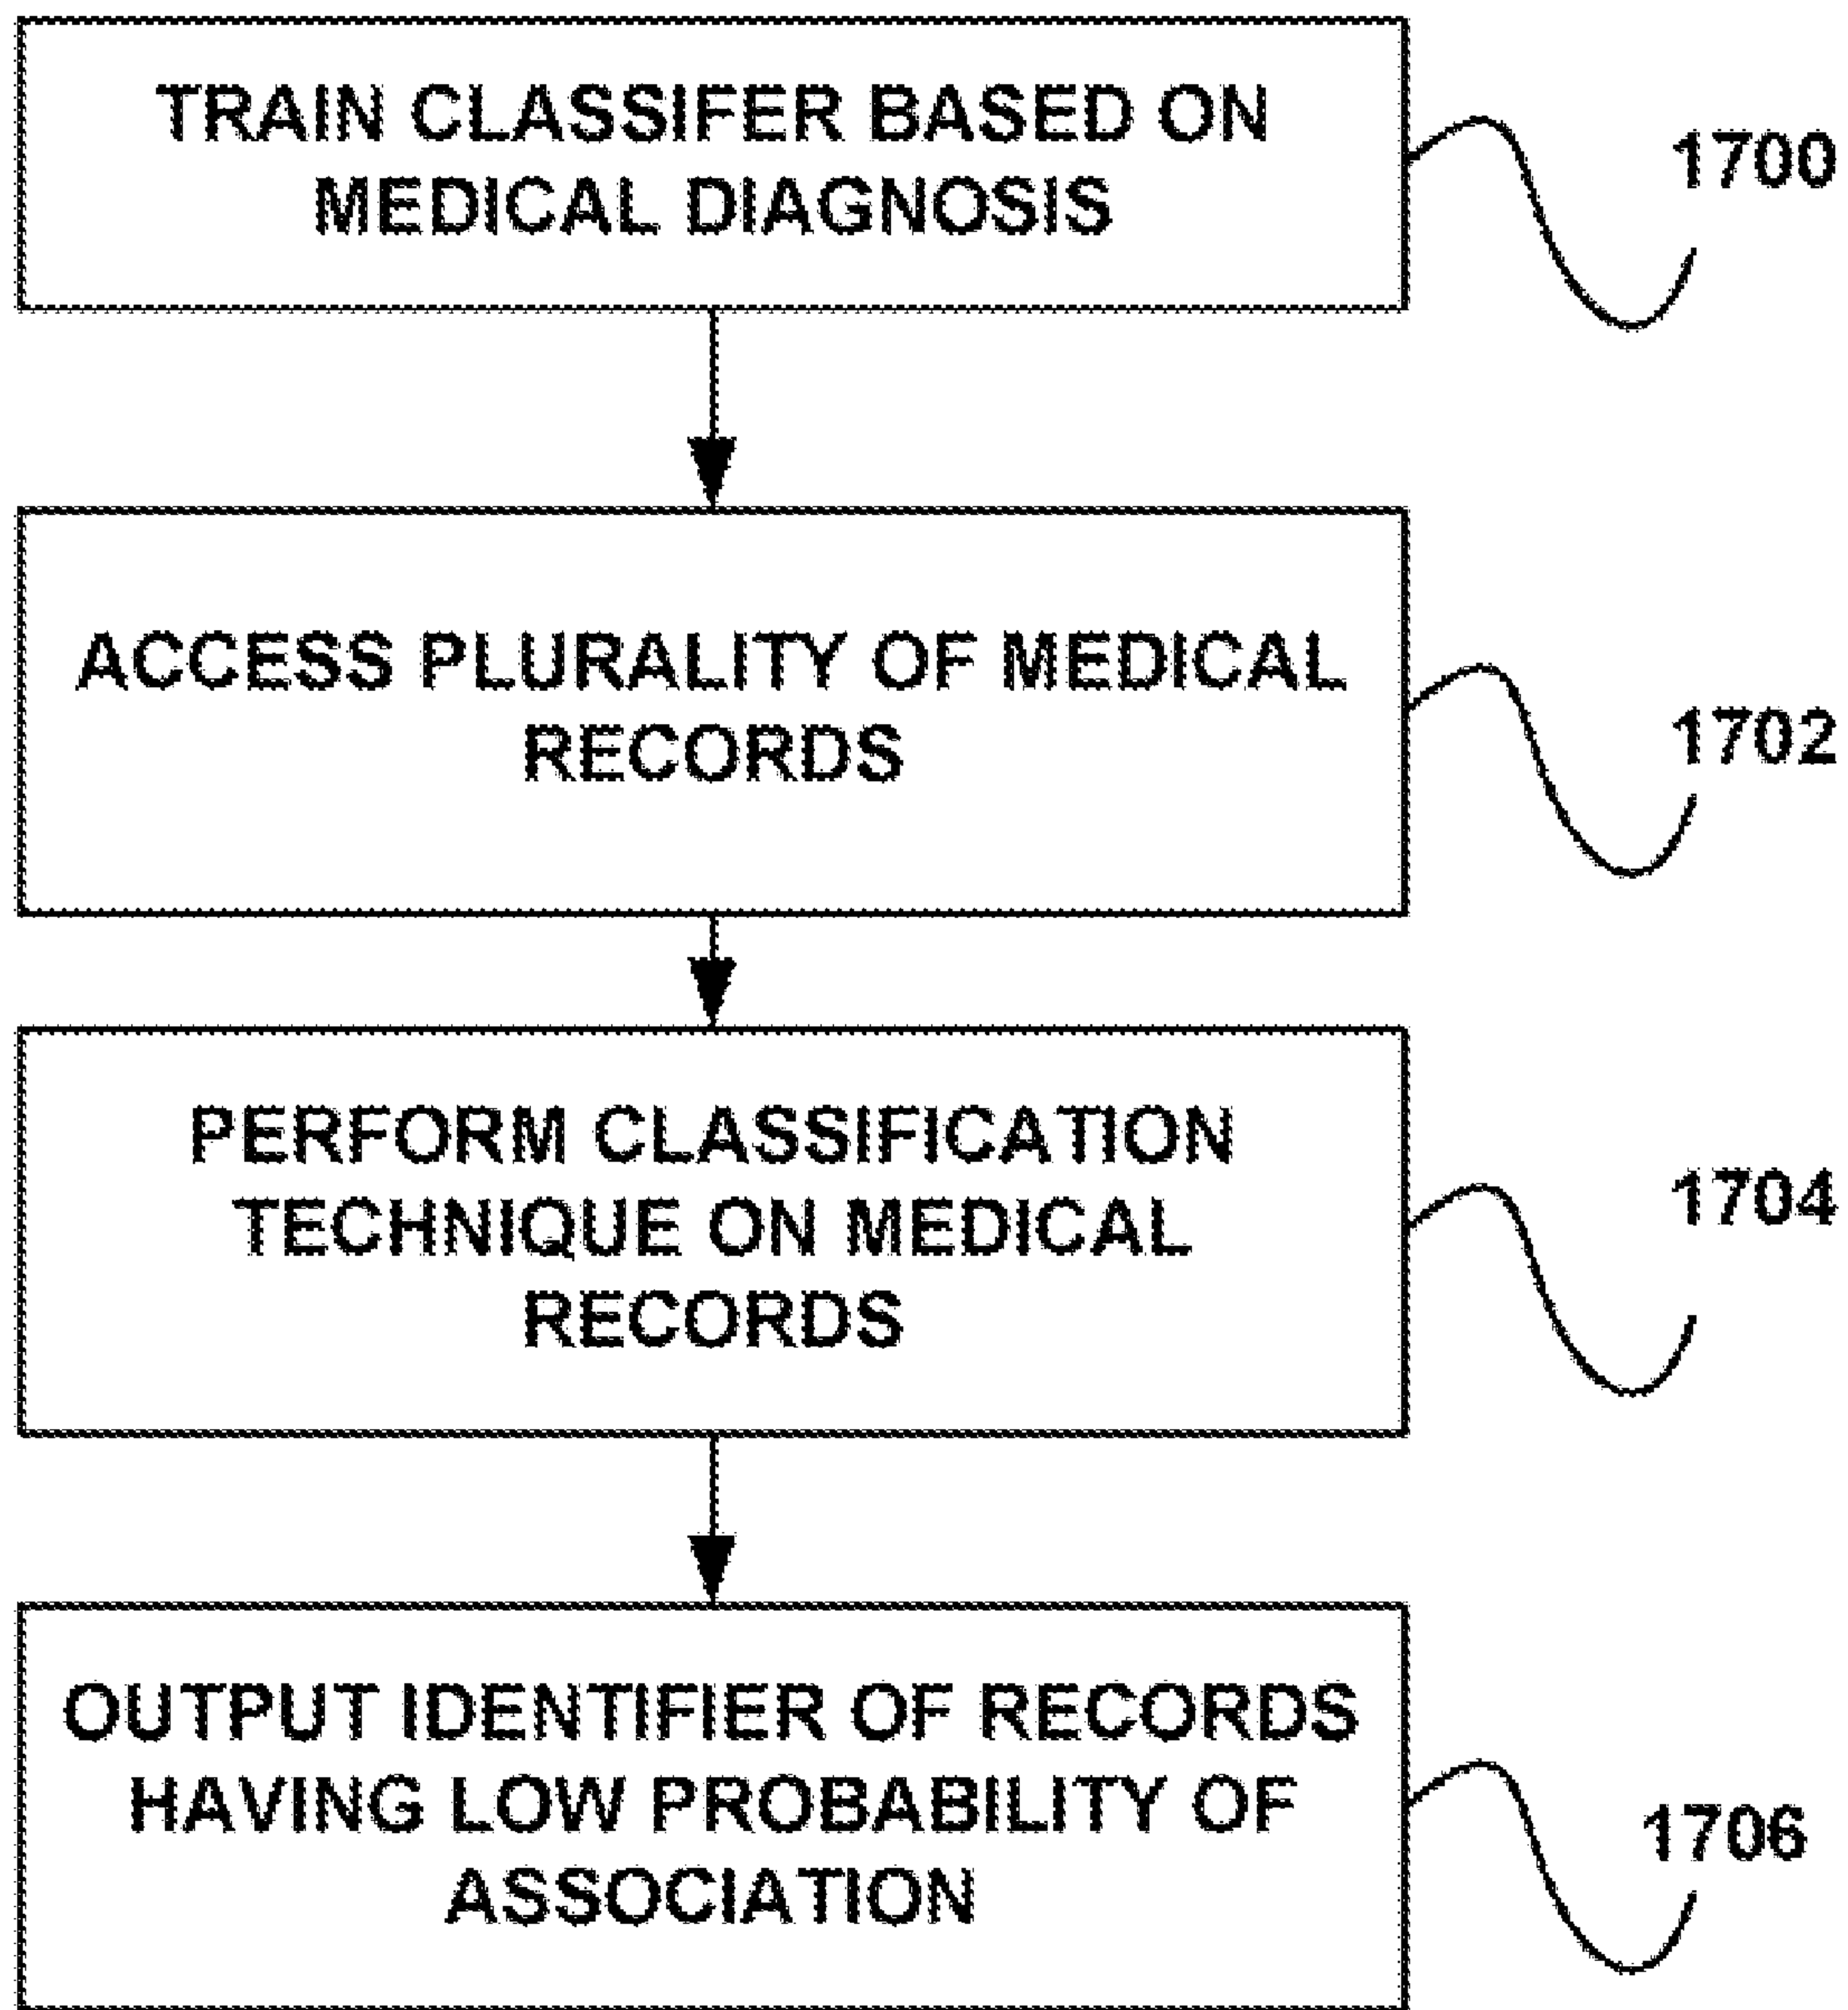 TRAIN CLASSIFER BASED ON
MEDICAL DIAGNOSIS
1700
ACCESS PLURALITY OF MEDICAL
RECORDS
1702
PERFORM CLASSIFICATION
TECHNIQUE ON MEDICAL
RECORDS
1704
OUTPUT IDENTIFIER OF RECORDS
HAVING LOW PROBABILITY OF
ASSOCIATION
1706